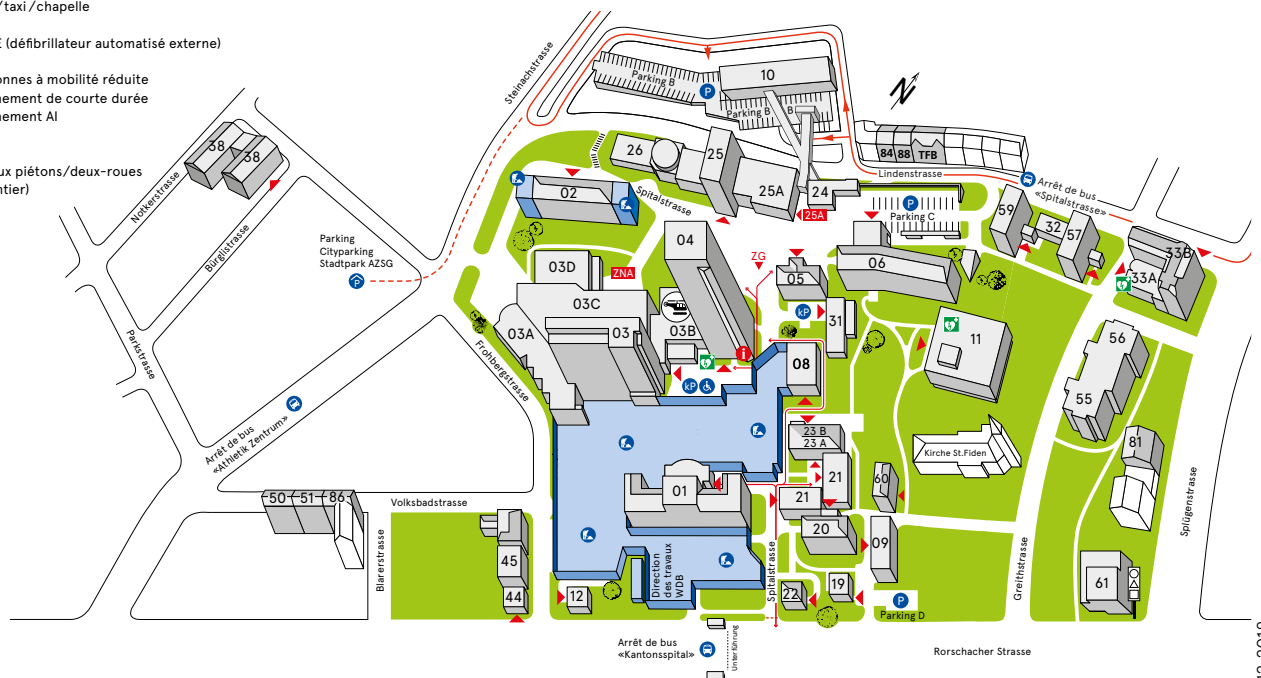 /taxi/chapelle
E (défibrillateur automatisé externe)
onnes à mobilité réduite
nement de courte durée
nement AI
ux piétons/deux-roues
ntier)
Steinachstrasse
Parking B
P
10
Parking B
B
84 88 TFB
Lindenstrasse
Arrêt de bus
«Spitalstrasse»
38
38
Notkerstrasse
Bürglistrasse
Parkstrasse
Parking
Cityparking
Stadtpark AZSG
P
26
25
25A
24
25A
02
Spitalstrasse
P
Parking C
59
32
57
33B
33A
04
ZG
05
06
03D
ZNA
03C
03A
03
03B
kP
31
11
i
kP
08
56
55
Frohbergstrasse
Arrêt de bus
«Athletik Zentrum»
23 B
23 A
Kirche St.Fiden
81
21
21
60
01
50 51 86
Volksbadstrasse
Blarerstrasse
20
09
45
44
12
Direction
des travaux
WDB
Spitalstrasse
22
19
P
Parking D
Greithstrasse
Splügenstrasse
61
Arrêt de bus
«Kantonsspital»
Unterführung
Rorschacher Strasse